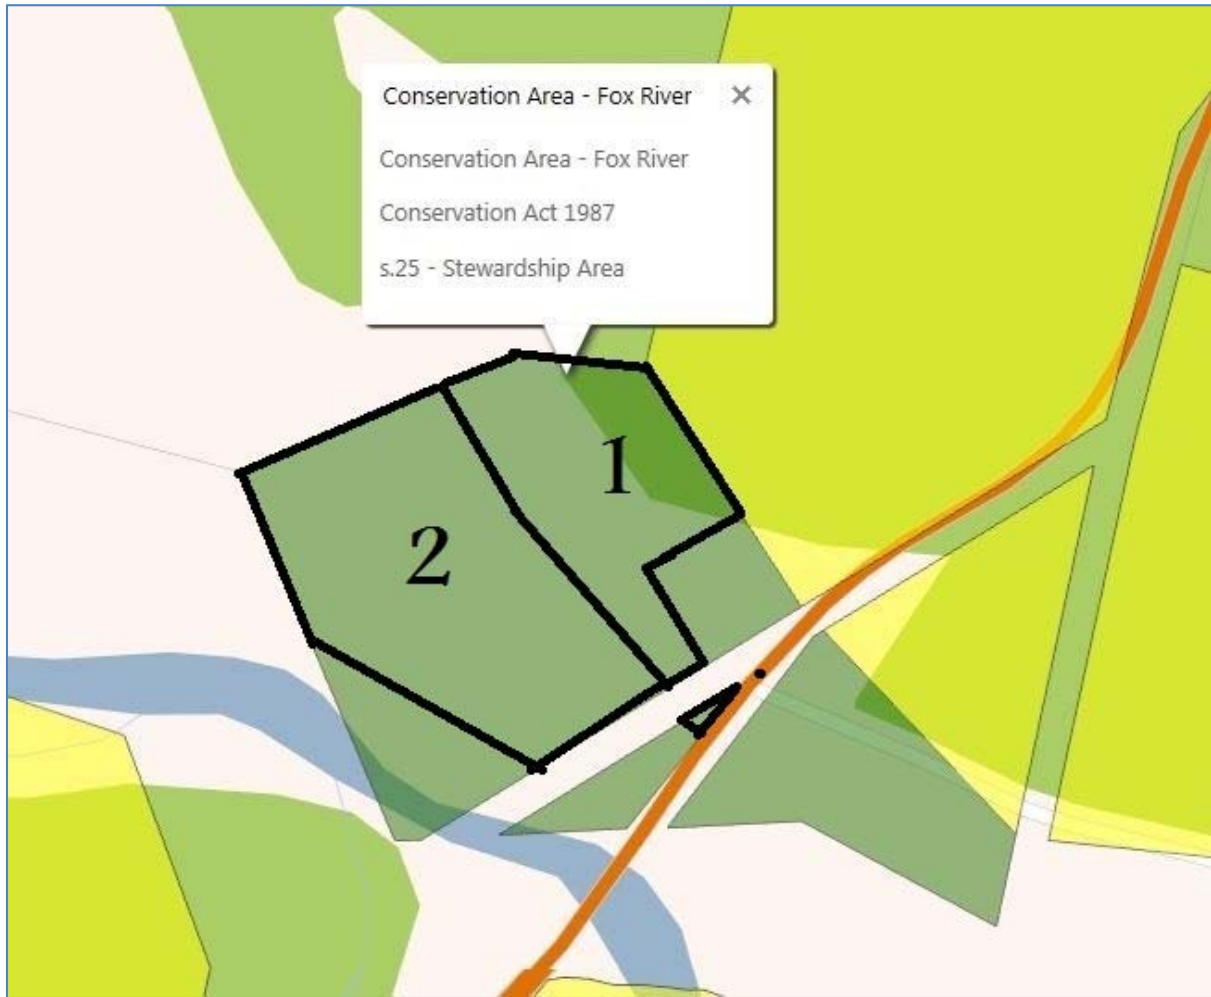 Conservation Area - Fox River ×
Conservation Area - Fox River
Conservation Act 1987
s.25 - Stewardship Area
1
2